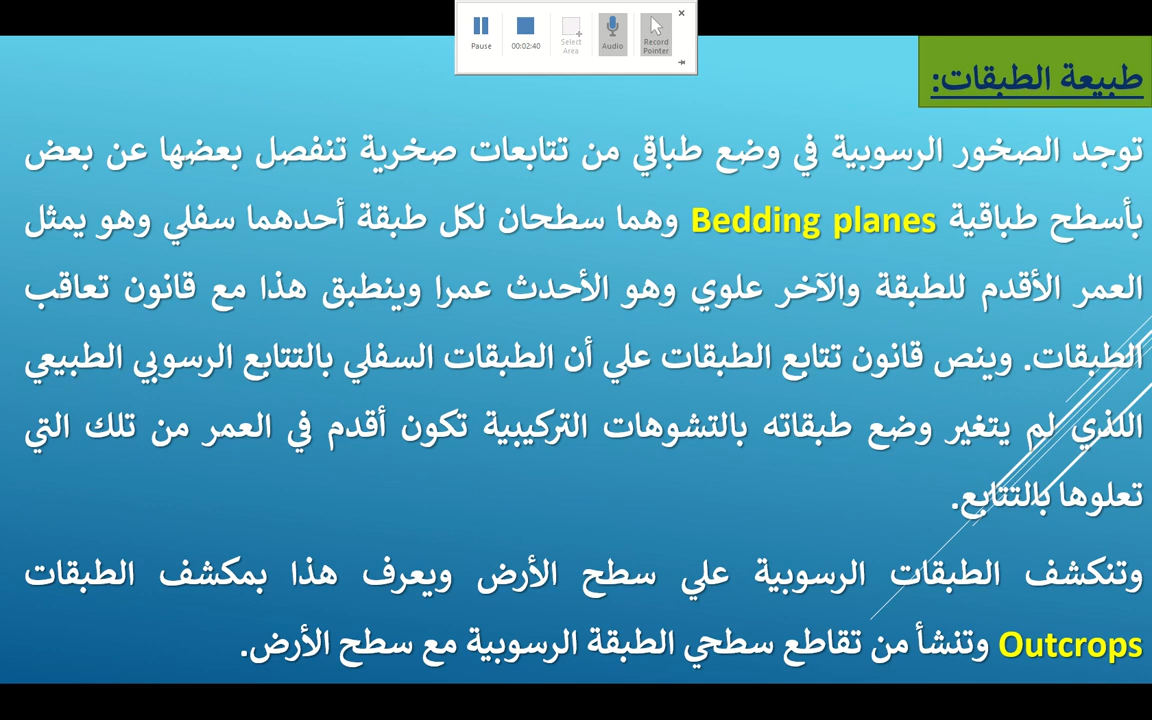 Pause
00:02:40
Select Area
Audio
Record Pointer
طبيعة الطبقات:
توجد الصخور الرسوبية في وضع طباقي من تتابعات صخرية تنفصل بعضها عن بعض
بأسطح طباقية Bedding planes وهما سطحان لكل طبقة أحدهما سفلي وهو يمثل
العمر الأقدم للطبقة والآخر علوي وهو الأحدث عمرا وينطبق هذا مع قانون تعاقب
الطبقات. وينص قانون تتابع الطبقات علي أن الطبقات السفلي بالتتابع الرسوبي الطبيعي
اللذي لم يتغير وضع طبقاته بالتشوهات التركيبية تكون أقدم في العمر من تلك التي
تعلوها بالتتابع.
وتنكشف الطبقات الرسوبية علي سطح الأرض ويعرف هذا بمكشف الطبقات
Outcrops وتنشأ من تقاطع سطحي الطبقة الرسوبية مع سطح الأرض.